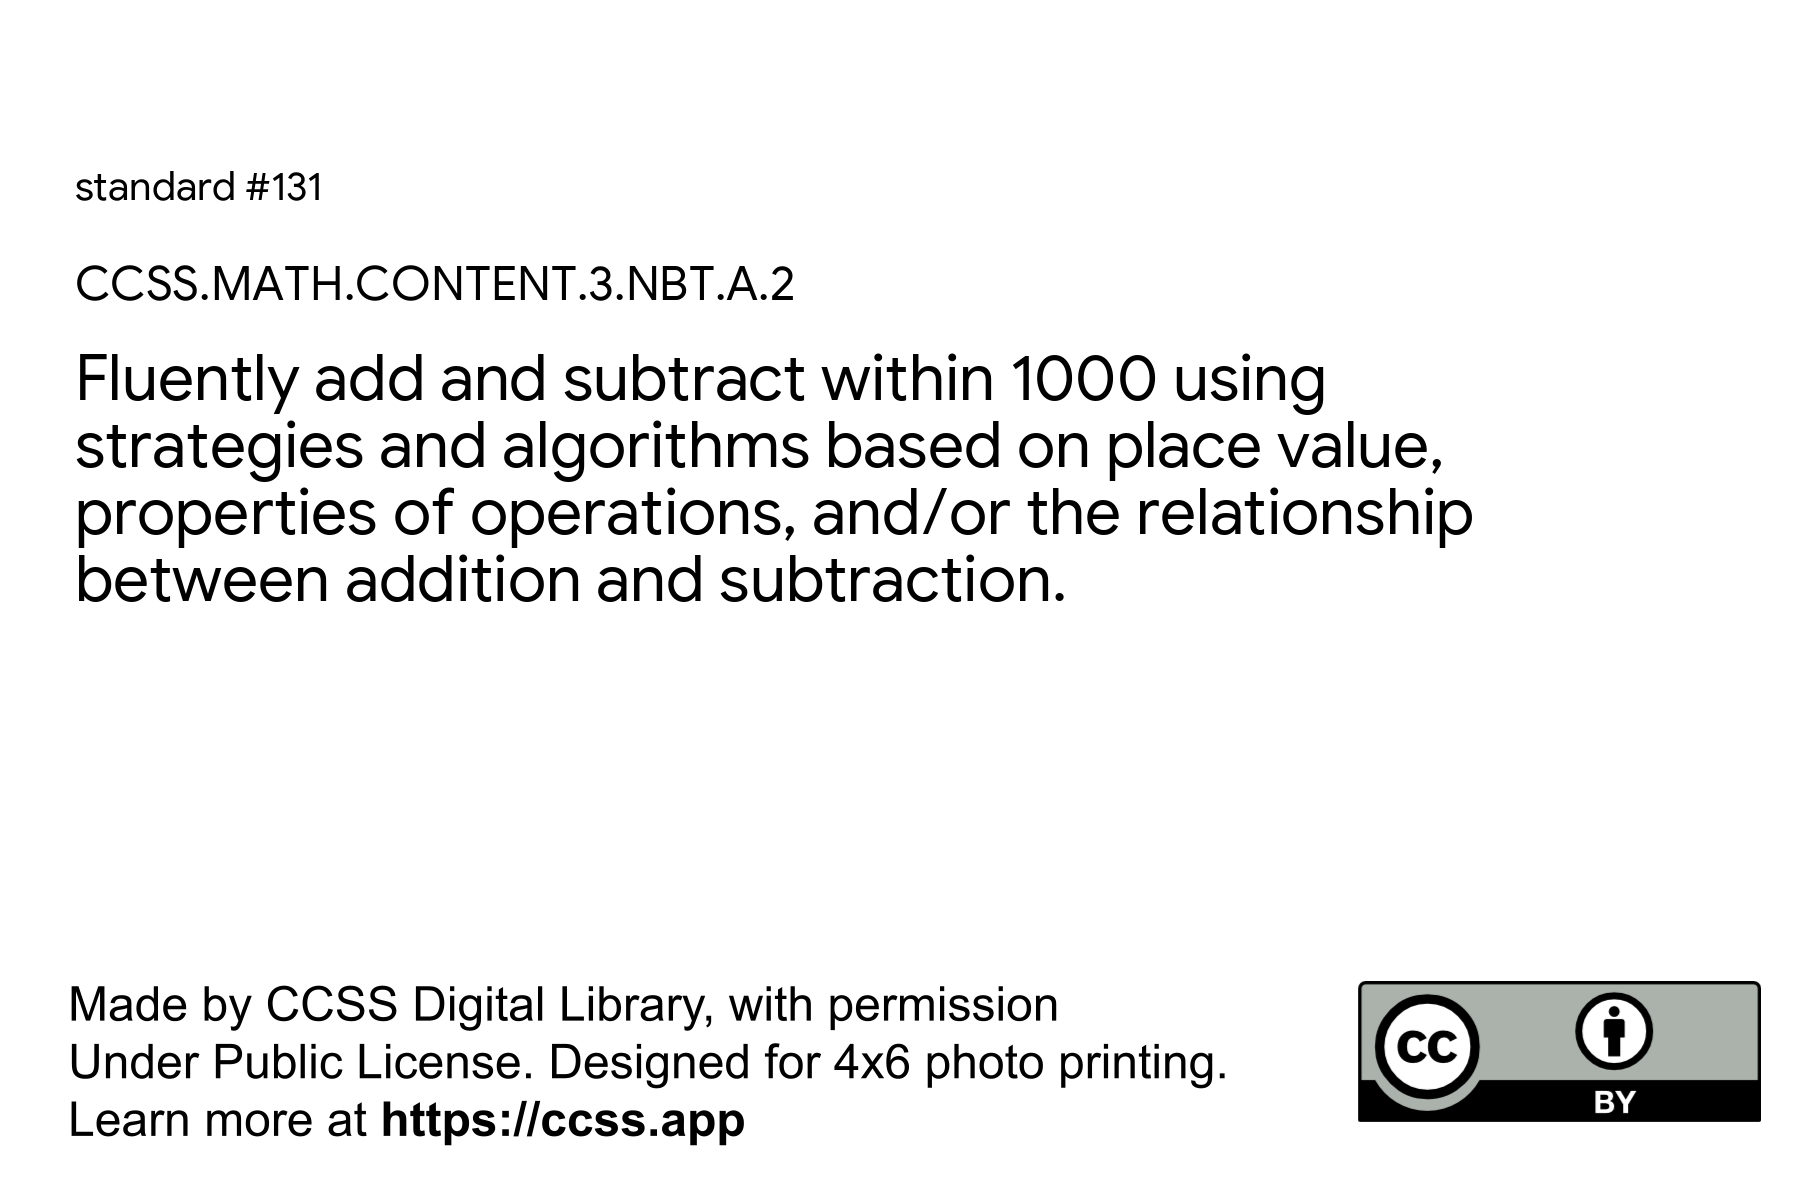 standard #131
CCSS.MATH.CONTENT.3.NBT.A.2
Fluently add and subtract within 1000 using
strategies and algorithms based on place value,
properties of operations, and/or the relationship
between addition and subtraction.
Made by CCSS Digital Library, with permission
Under Public License. Designed for 4x6 photo printing.
Learn more at https://ccss.app
CC
BY